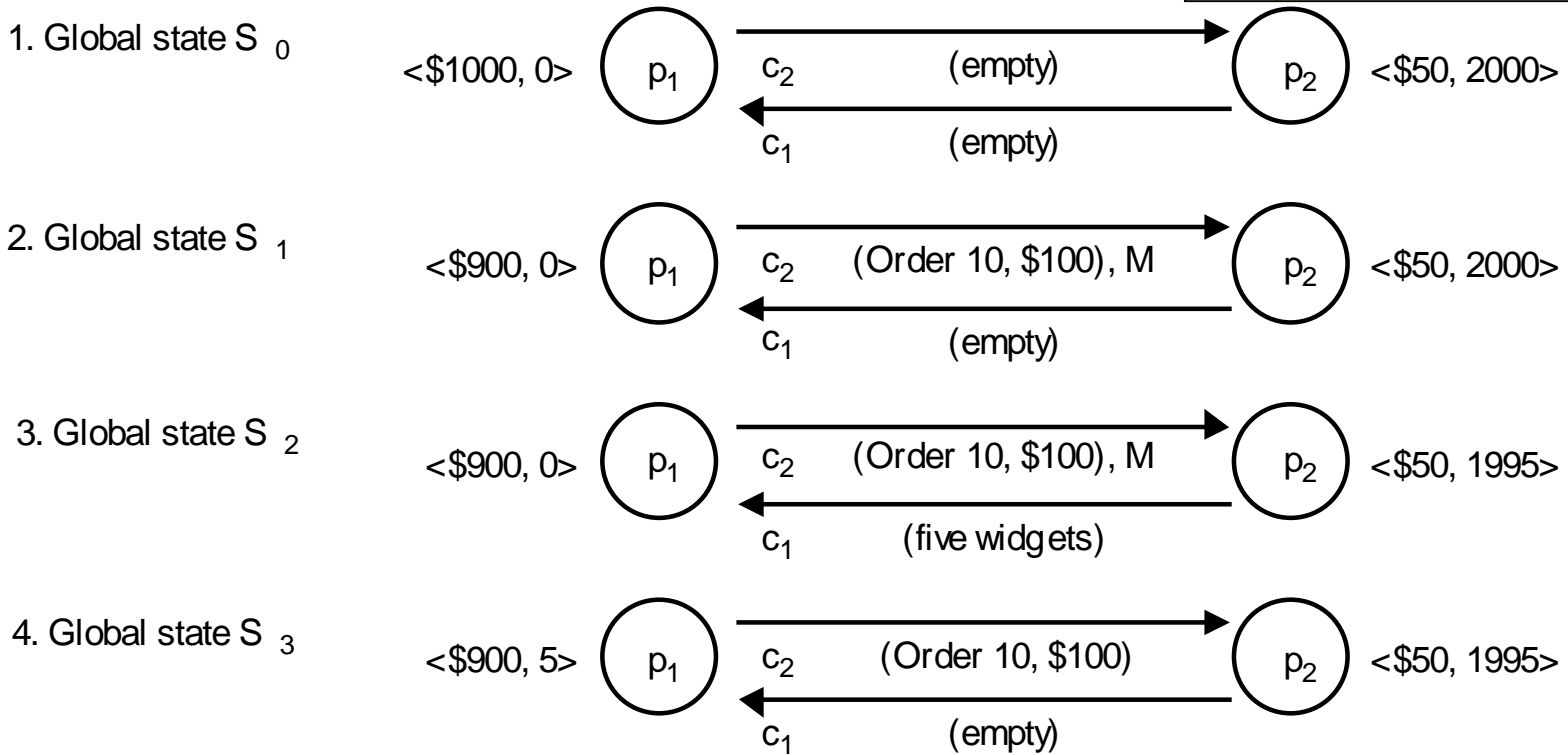 1. Global state S 0
<$1000, 0> p1 c2 (empty) p2 <$50, 2000>
c1 (empty)
2. Global state S 1
<$900, 0> p1 c2 (Order 10, $100), M p2 <$50, 2000>
c1 (empty)
3. Global state S 2
<$900, 0> p1 c2 (Order 10, $100), M p2 <$50, 1995>
c1 (five widgets)
4. Global state S 3
<$900, 5> p1 c2 (Order 10, $100) p2 <$50, 1995>
c1 (empty)